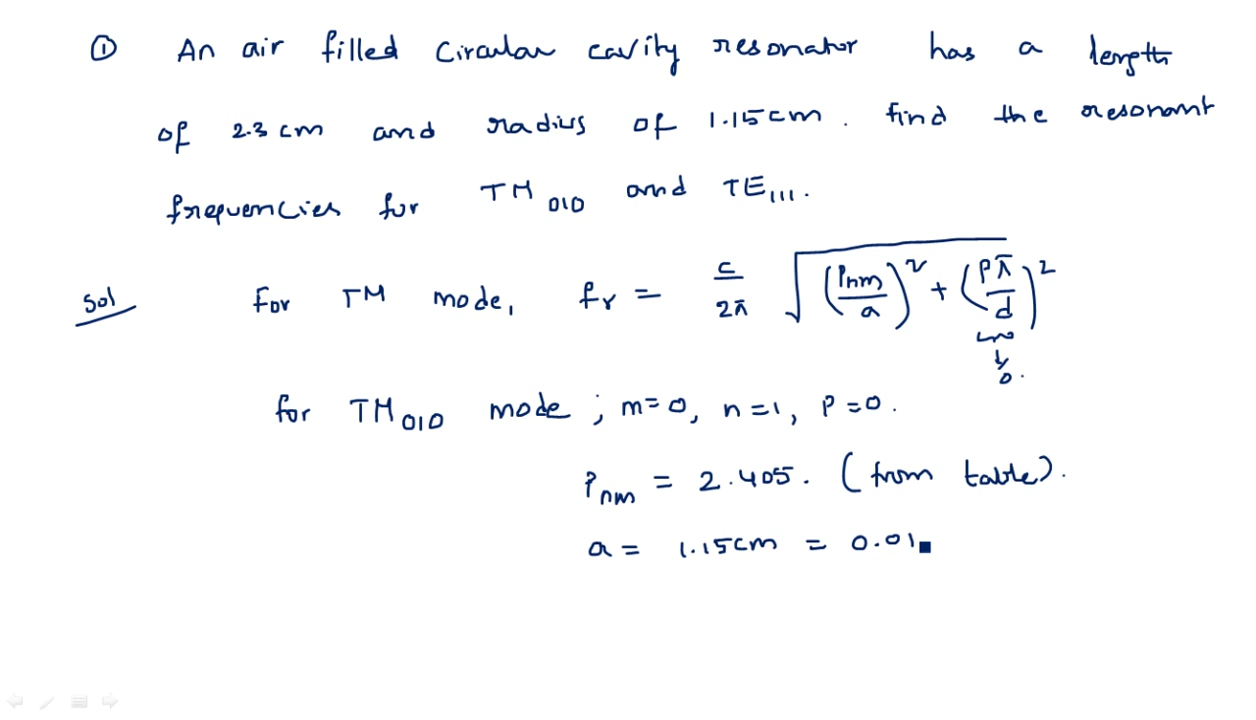 ① An air filled circular cavity resonator has a length
of 2.3 cm and radius of 1.15cm. find the resonant
frequencies for TM₀₁₀ and TE₁₁₁.
Sol For TM mode, fᵣ = c/2π √((Pₙₘ/a)² + (Pπ/d)²)
↓
0.
for TM₀₁₀ mode ; m=0, n=1, P=0.
Pₙₘ = 2.405. (from table).
a = 1.15cm = 0.01